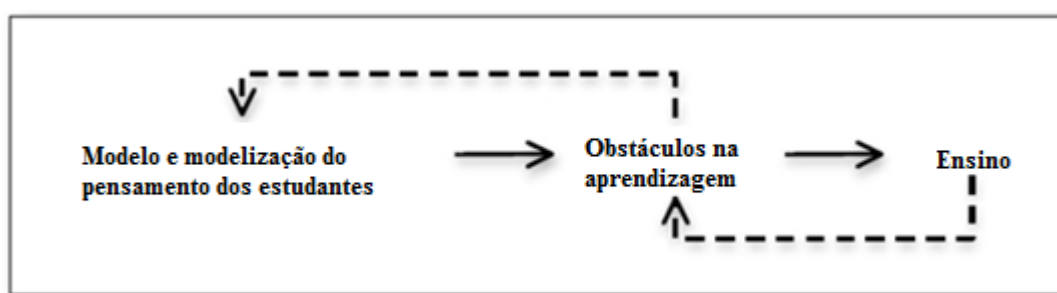 Modelo e modelização do
pensamento dos estudantes
Obstáculos na
aprendizagem
Ensino